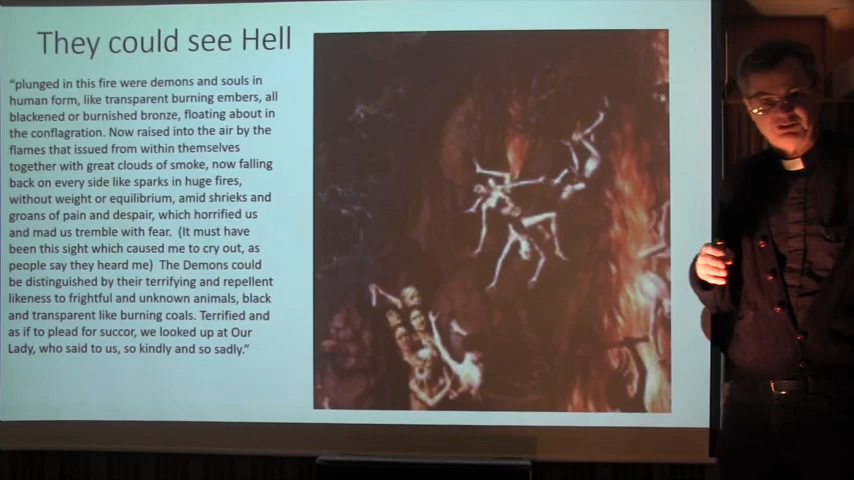 They could see Hell
“plunged in this fire were demons and souls in
human form, like transparent burning embers, all
blackened or burnished bronze, floating about in
the conflagration. Now raised into the air by the
flames that issued from within themselves
together with great clouds of smoke, now falling
back on every side like sparks in huge fires,
without weight or equilibrium, amid shrieks and
groans of pain and despair, which horrified us
and mad us tremble with fear. (It must have
been this sight which caused me to cry out, as
people say they heard me) The Demons could
be distinguished by their terrifying and repellent
likeness to frightful and unknown animals, black
and transparent like burning coals. Terrified and
as if to plead for succor, we looked up at Our
Lady, who said to us, so kindly and so sadly.”